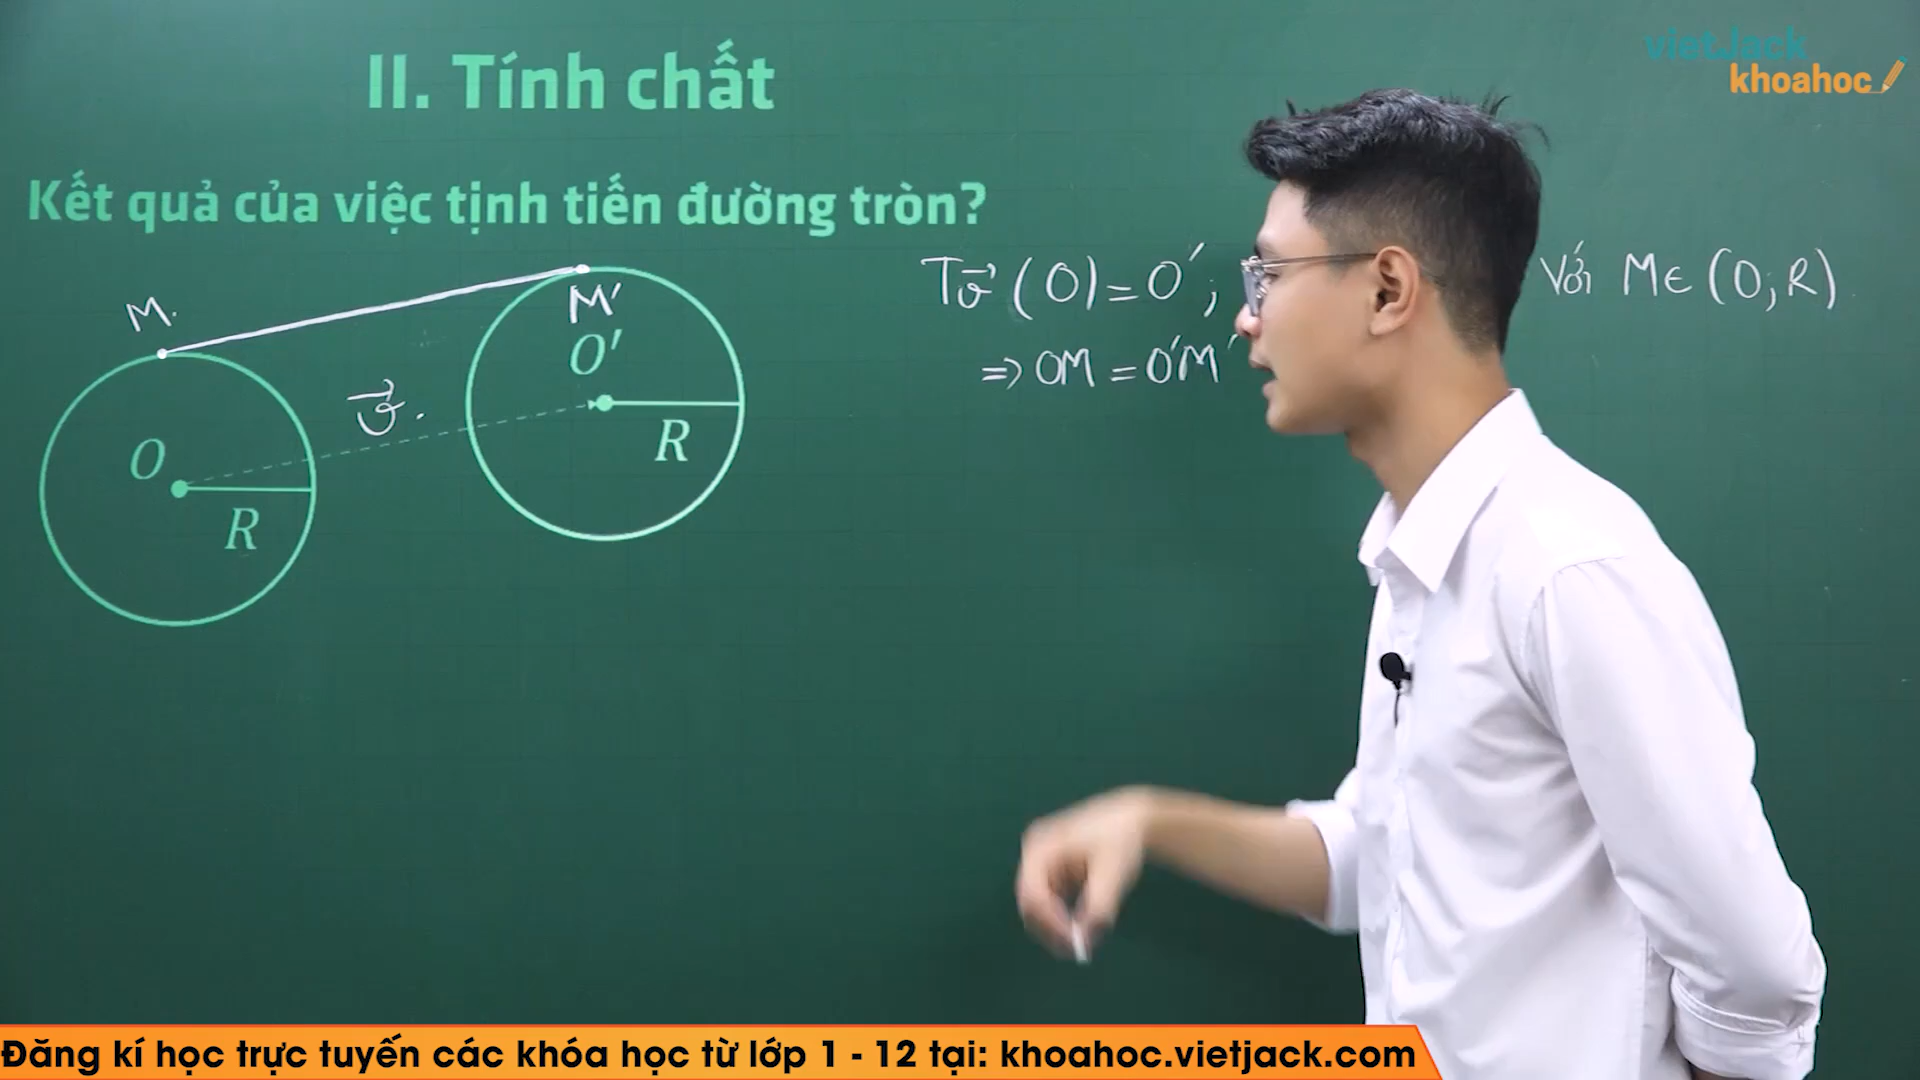 vietJack
khoahoc
II. Tính chất
Kết quả của việc tịnh tiến đường tròn?
Tv⃗ (O) = O′ ; Với M∈ (O; R)
⇒ OM = O′M′
M.
M′
O′
v⃗.
R
O
R
Đăng kí học trực tuyến các khóa học từ lớp 1 - 12 tại: khoahoc.vietjack.com